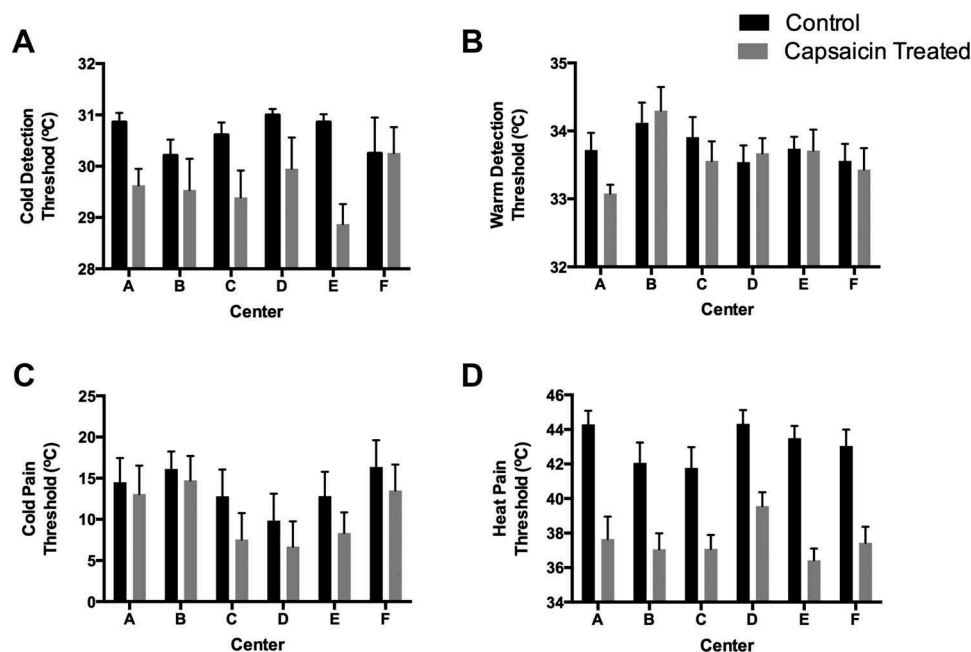 Control
Capsaicin Treated
A
Cold Detection
Threshod (ºC)
32
31
30
29
28
A B C D E F
Center
B
Warm Detection
Threshold (ºC)
35
34
33
32
A B C D E F
Center
C
Cold Pain
Threshold (ºC)
25
20
15
10
5
0
A B C D E F
Center
D
Heat Pain
Threshold (ºC)
46
44
42
40
38
36
34
A B C D E F
Center